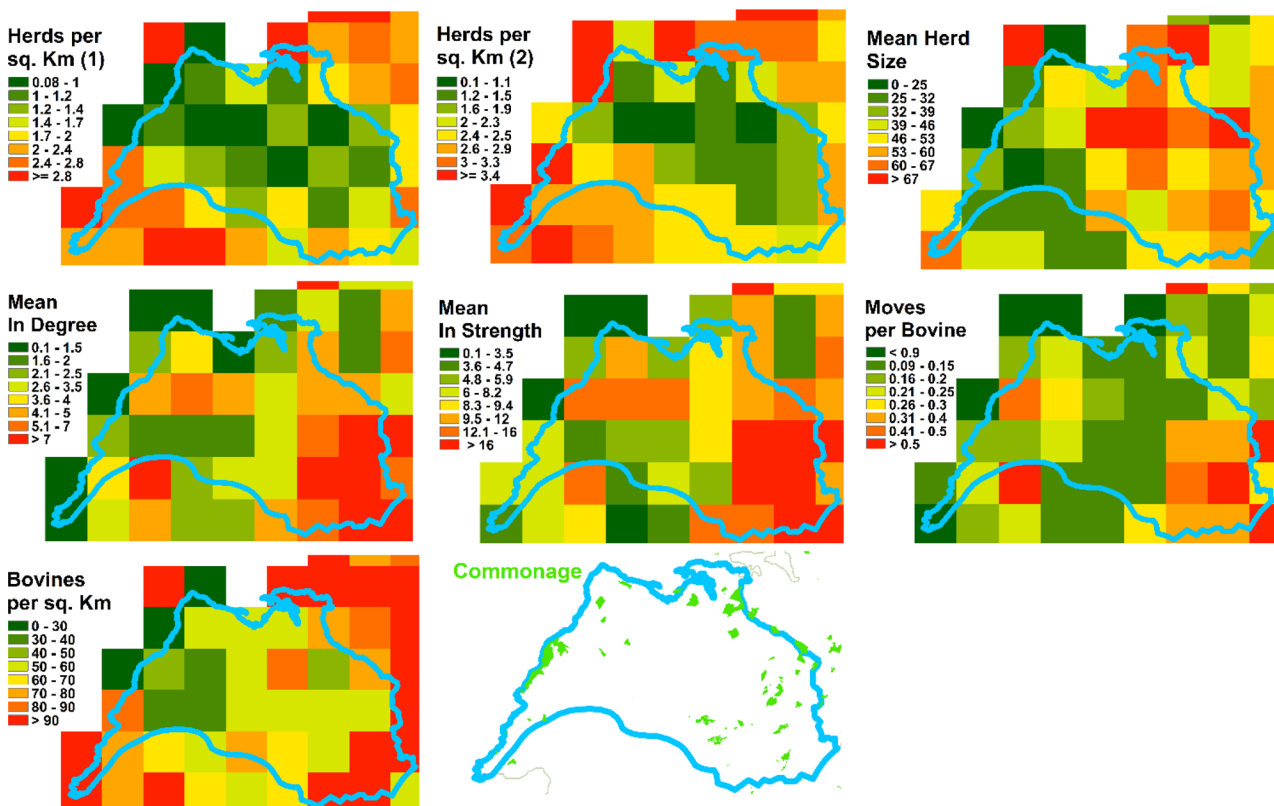 Herds per
sq. Km (1)
0.08 - 1
1 - 1.2
1.2 - 1.4
1.4 - 1.7
1.7 - 2
2 - 2.4
2.4 - 2.8
>= 2.8
Herds per
sq. Km (2)
0.1 - 1.1
1.2 - 1.5
1.6 - 1.9
2 - 2.3
2.4 - 2.5
2.6 - 2.9
3 - 3.3
>= 3.4
Mean Herd
Size
0 - 25
25 - 32
32 - 39
39 - 46
46 - 53
53 - 60
60 - 67
> 67
Mean
In Degree
0.1 - 1.5
1.6 - 2
2.1 - 2.5
2.6 - 3.5
3.6 - 4
4.1 - 5
5.1 - 7
> 7
Mean
In Strength
0.1 - 3.5
3.6 - 4.7
4.8 - 5.9
6 - 8.2
8.3 - 9.4
9.5 - 12
12.1 - 16
> 16
Moves
per Bovine
< 0.9
0.09 - 0.15
0.16 - 0.2
0.21 - 0.25
0.26 - 0.3
0.31 - 0.4
0.41 - 0.5
> 0.5
Bovines
per sq. Km
0 - 30
30 - 40
40 - 50
50 - 60
60 - 70
70 - 80
80 - 90
> 90
Commonage